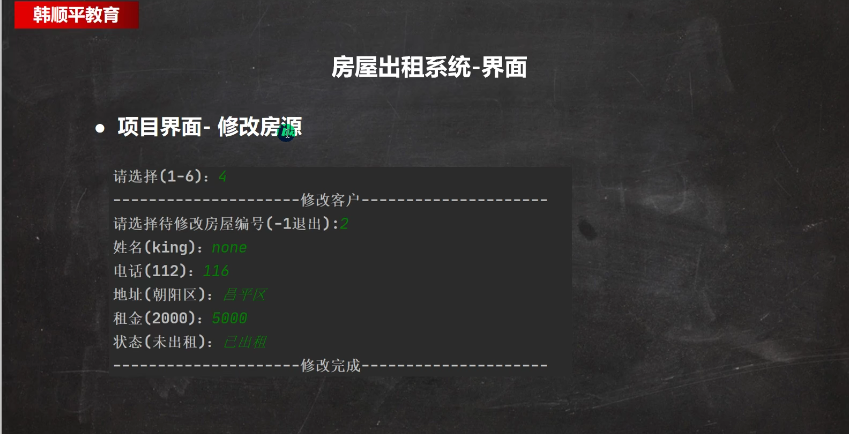 韩顺平教育
房屋出租系统-界面
● 项目界面- 修改房源
请选择(1-6)：4
---------------------修改客户---------------------
请选择待修改房屋编号(-1退出):2
姓名(king)：none
电话(112)：116
地址(朝阳区)：昌平区
租金(2000)：5000
状态(未出租)：已出租
---------------------修改完成---------------------